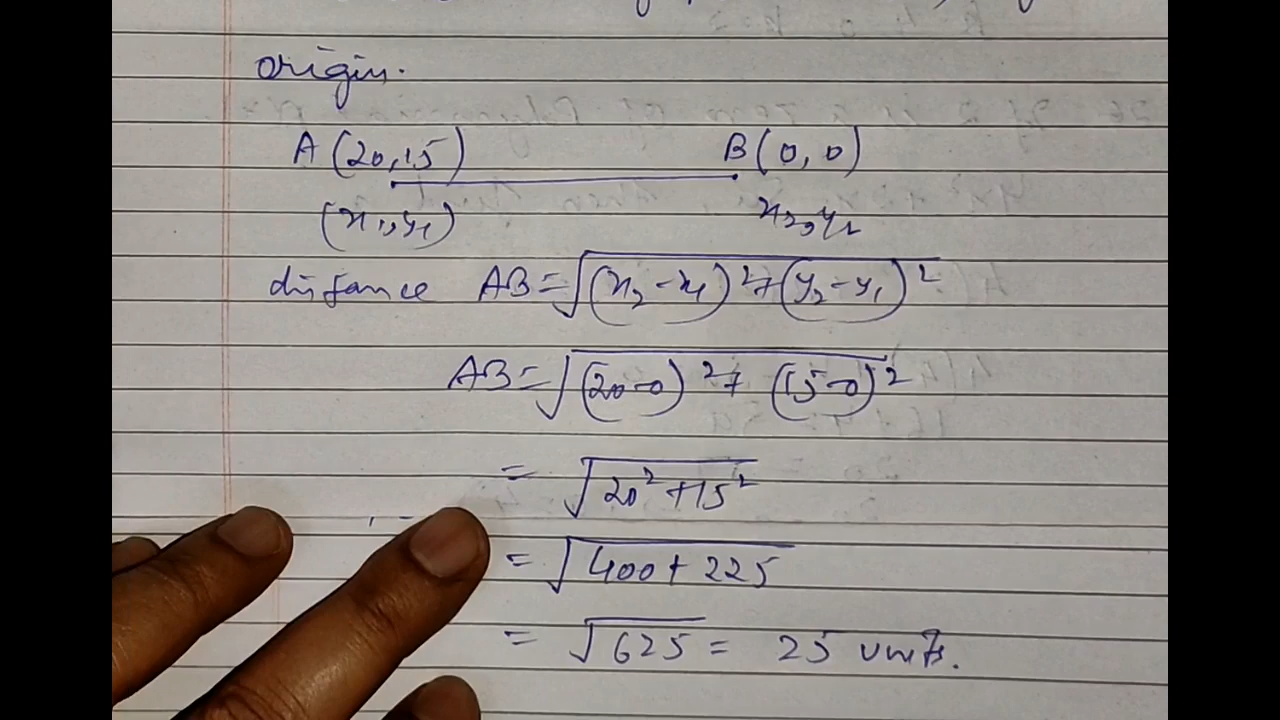 origin.
A (20,15) B (0, 0)
(x1,y1) x2,y2
distance AB=√(x2-x1)²+(y2-y1)²
AB=√(20-0)²+(15-0)²
= √20²+15²
= √400+225
= √625 = 25 units.